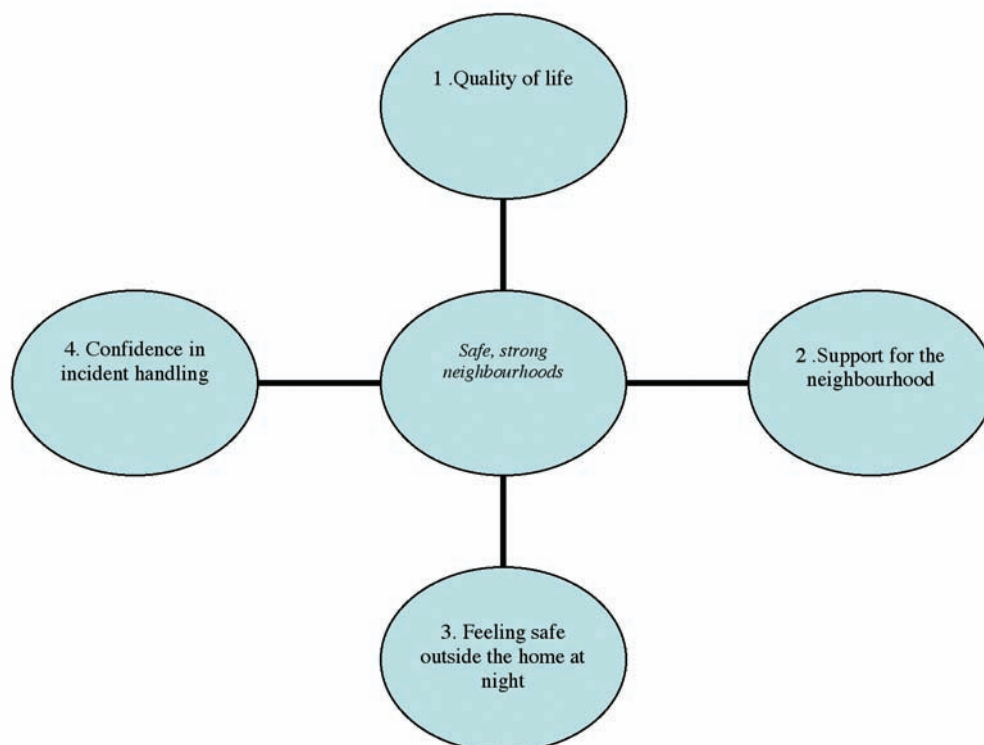 1 .Quality of life
4. Confidence in
incident handling
Safe, strong
neighbourhoods
2 .Support for the
neighbourhood
3. Feeling safe
outside the home at
night